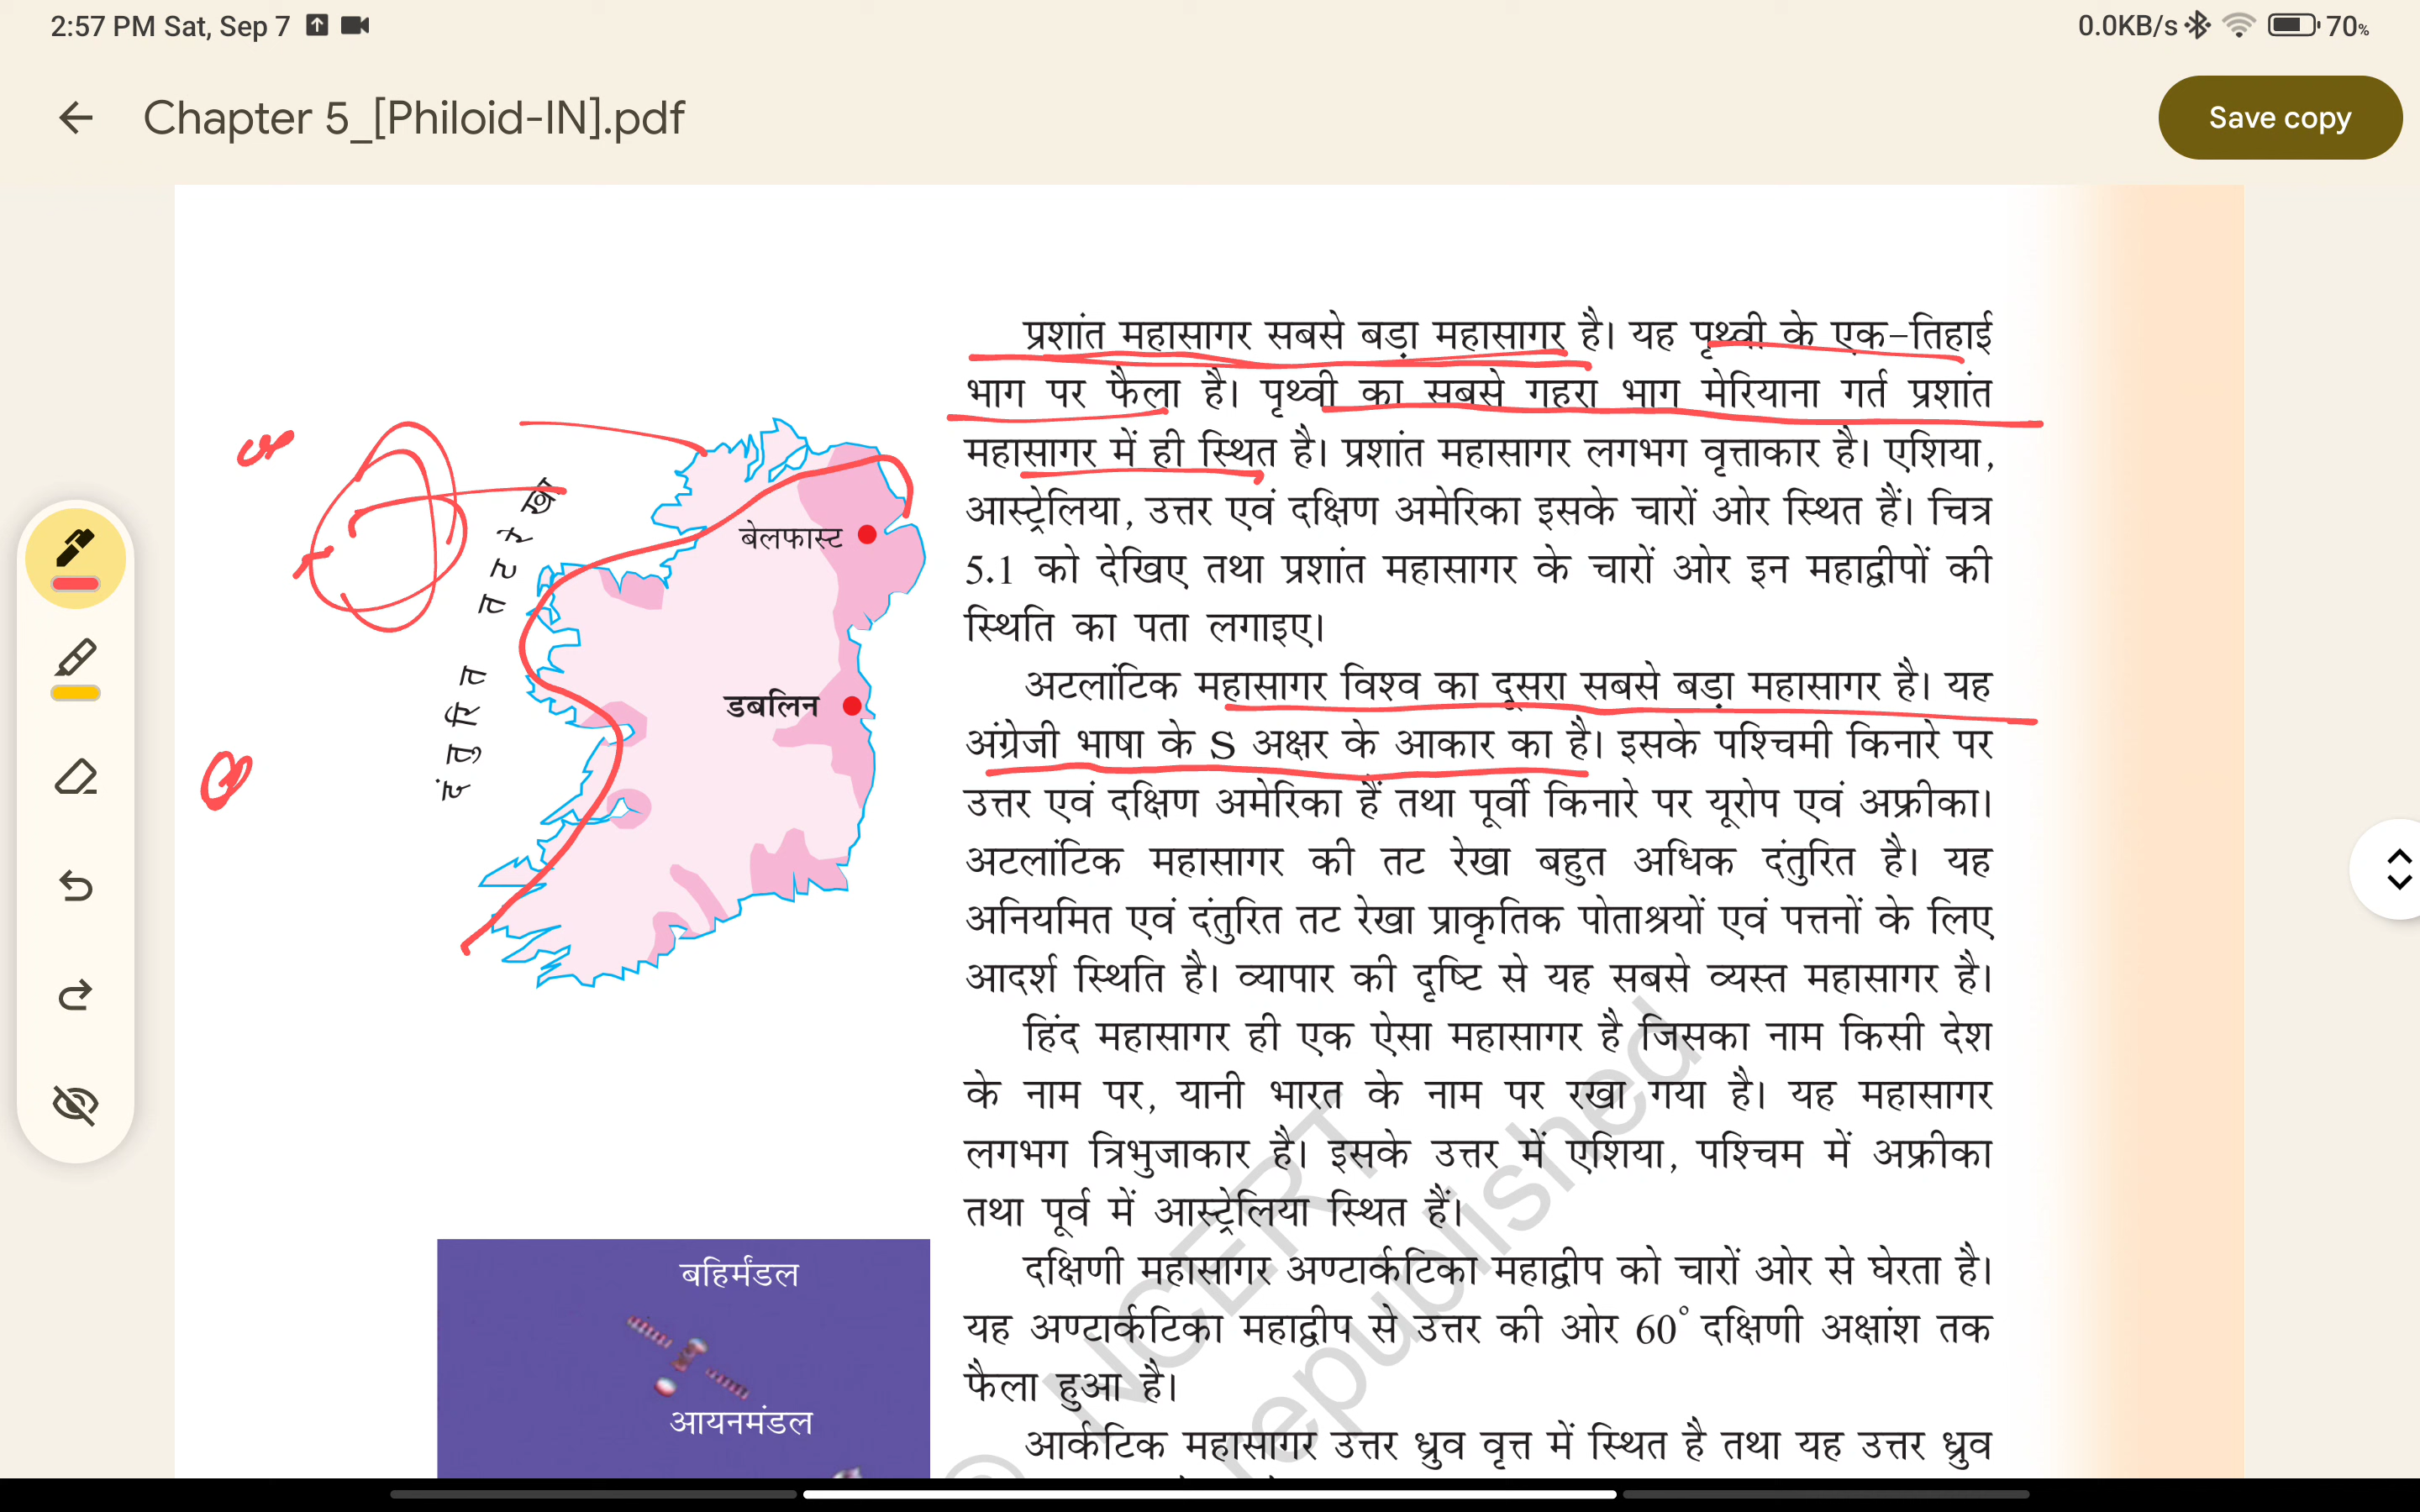 2:57 PM Sat, Sep 7
0.0KB/s 70%
Chapter 5_[Philoid-IN].pdf
Save copy
प्रशांत महासागर सबसे बड़ा महासागर है। यह पृथ्वी के एक-तिहाई
भाग पर फैला है। पृथ्वी का सबसे गहरा भाग मेरियाना गर्त प्रशांत
महासागर में ही स्थित है। प्रशांत महासागर लगभग वृत्ताकार है। एशिया,
आस्ट्रेलिया, उत्तर एवं दक्षिण अमेरिका इसके चारों ओर स्थित हैं। चित्र
5.1 को देखिए तथा प्रशांत महासागर के चारों ओर इन महाद्वीपों की
स्थिति का पता लगाइए।
अटलांटिक महासागर विश्व का दूसरा सबसे बड़ा महासागर है। यह
अंग्रेजी भाषा के S अक्षर के आकार का है। इसके पश्चिमी किनारे पर
उत्तर एवं दक्षिण अमेरिका हैं तथा पूर्वी किनारे पर यूरोप एवं अफ्रीका।
अटलांटिक महासागर की तट रेखा बहुत अधिक दंतुरित है। यह
अनियमित एवं दंतुरित तट रेखा प्राकृतिक पोताश्रयों एवं पत्तनों के लिए
आदर्श स्थिति है। व्यापार की दृष्टि से यह सबसे व्यस्त महासागर है।
हिंद महासागर ही एक ऐसा महासागर है जिसका नाम किसी देश
के नाम पर, यानी भारत के नाम पर रखा गया है। यह महासागर
लगभग त्रिभुजाकार है। इसके उत्तर में एशिया, पश्चिम में अफ्रीका
तथा पूर्व में आस्ट्रेलिया स्थित हैं।
दक्षिणी महासागर अण्टार्कटिका महाद्वीप को चारों ओर से घेरता है।
यह अण्टार्कटिका महाद्वीप से उत्तर की ओर 60° दक्षिणी अक्षांश तक
फैला हुआ है।
आर्कटिक महासागर उत्तर ध्रुव वृत्त में स्थित है तथा यह उत्तर ध्रुव
दंतुरित तटरेखा
बेलफास्ट
डबलिन
बहिर्मंडल
आयनमंडल
© NCERT
republished